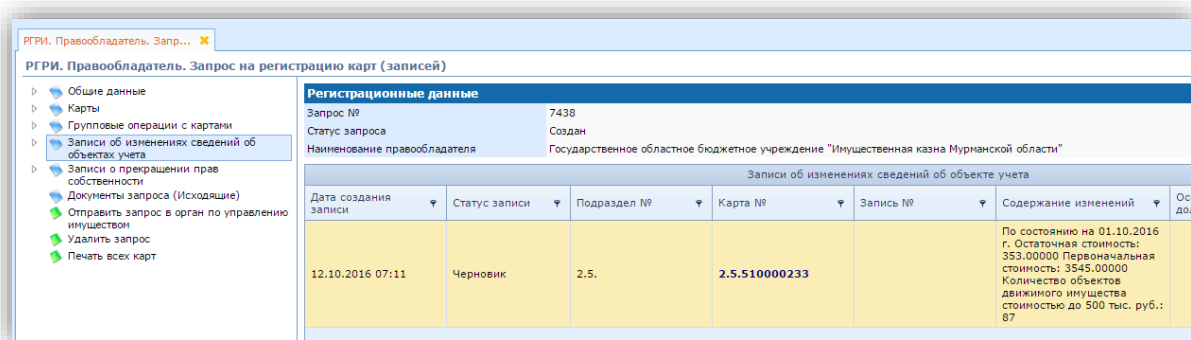 РГРИ. Правообладатель. Запр...
РГРИ. Правообладатель. Запрос на регистрацию карт (записей)
Общие данные
Карты
Групповые операции с картами
Записи об изменениях сведений об
объектах учета
Записи о прекращении прав
собственности
Документы запроса (Исходящие)
Отправить запрос в орган по управлению
имуществом
Удалить запрос
Печать всех карт
Регистрационные данные
Запрос № 7438
Статус запроса Создан
Наименование правообладателя Государственное областное бюджетное учреждение "Имущественная казна Мурманской области"
Записи об изменениях сведений об объекте учета
Дата создания
записи
Статус записи
Подраздел №
Карта №
Запись №
Содержание изменений
12.10.2016 07:11
Черновик
2.5.
2.5.510000233
По состоянию на 01.10.2016
г. Остаточная стоимость:
353.00000 Первоначальная
стоимость: 3545.00000
Количество объектов
движимого имущества
стоимостью до 500 тыс. руб.:
87